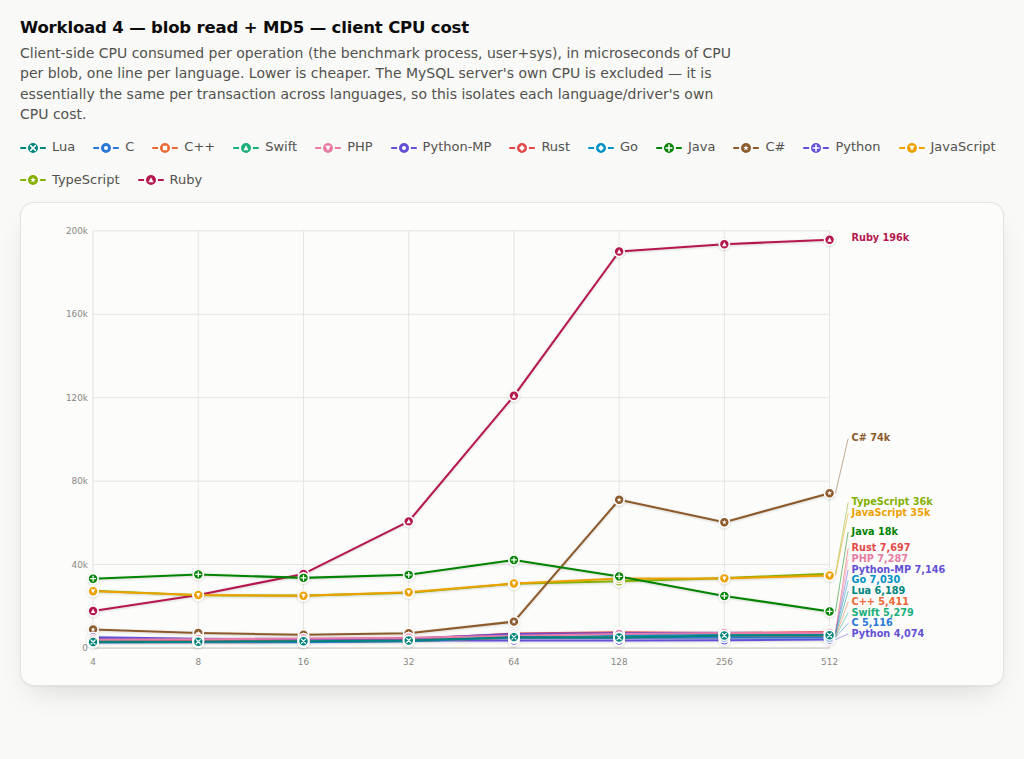 Workload 4 — blob read + MD5 — client CPU cost
Client-side CPU consumed per operation (the benchmark process, user+sys), in microseconds of CPU
per blob, one line per language. Lower is cheaper. The MySQL server's own CPU is excluded — it is
essentially the same per transaction across languages, so this isolates each language/driver's own
CPU cost.
Lua C C++ Swift PHP Python-MP Rust Go Java C# Python JavaScript
TypeScript Ruby
200k
160k
120k
80k
40k
0
4 8 16 32 64 128 256 512
Ruby 196k
C# 74k
TypeScript 36k
JavaScript 35k
Java 18k
Rust 7,697
PHP 7,287
Python-MP 7,146
Go 7,030
Lua 6,189
C++ 5,411
Swift 5,279
C 5,116
Python 4,074